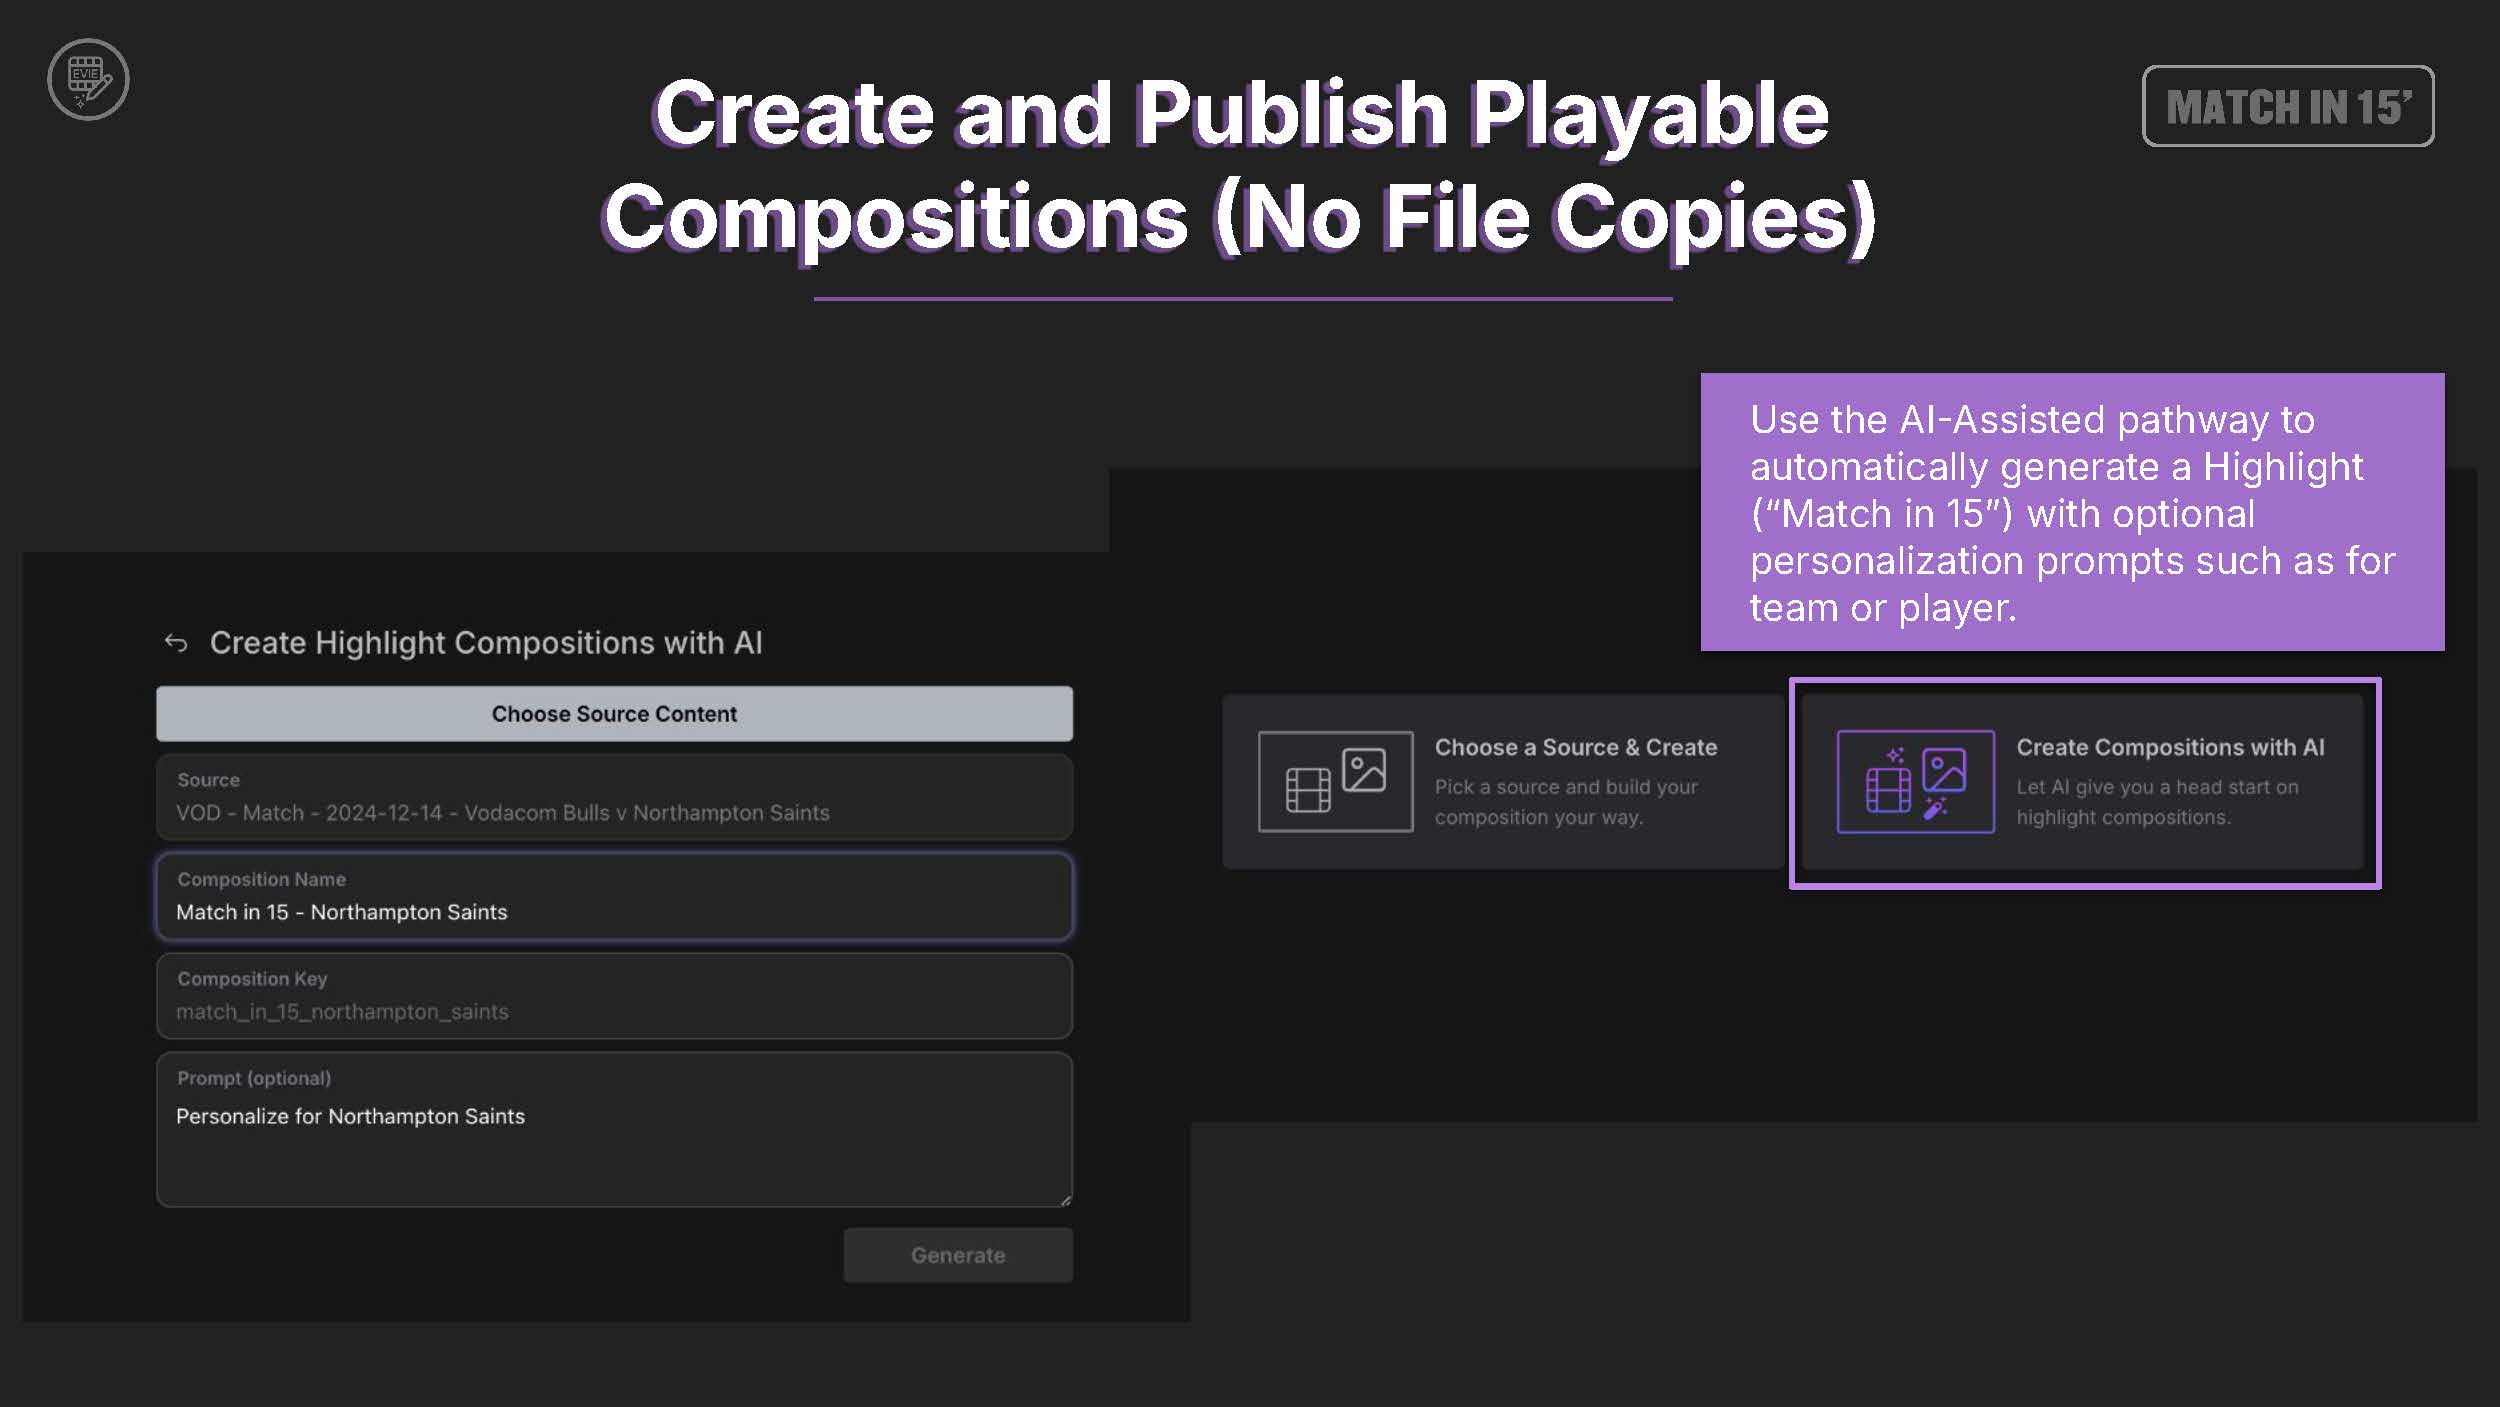 EVIE
Create and Publish Playable
Compositions (No File Copies)
MATCH IN 15’
Use the AI-Assisted pathway to
automatically generate a Highlight
(“Match in 15”) with optional
personalization prompts such as for
team or player.
Create Highlight Compositions with AI
Choose Source Content
Source
VOD - Match - 2024-12-14 - Vodacom Bulls v Northampton Saints
Composition Name
Match in 15 - Northampton Saints
Composition Key
match_in_15_northampton_saints
Prompt (optional)
Personalize for Northampton Saints
Generate
Choose a Source & Create
Pick a source and build your
composition your way.
Create Compositions with AI
Let AI give you a head start on
highlight compositions.